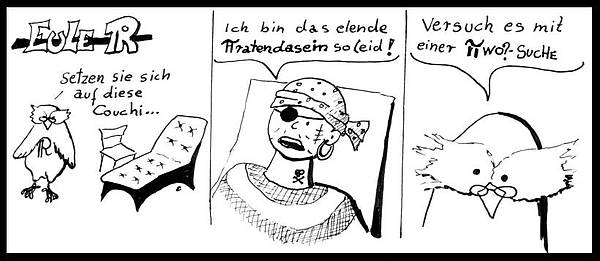 EULE-ℝ
Setzen sie sich
auf diese
Couchi...
ℝ
Ich bin das elende
πratendasein so leid!
Versuch es mit
einer πwo?-SUCHE